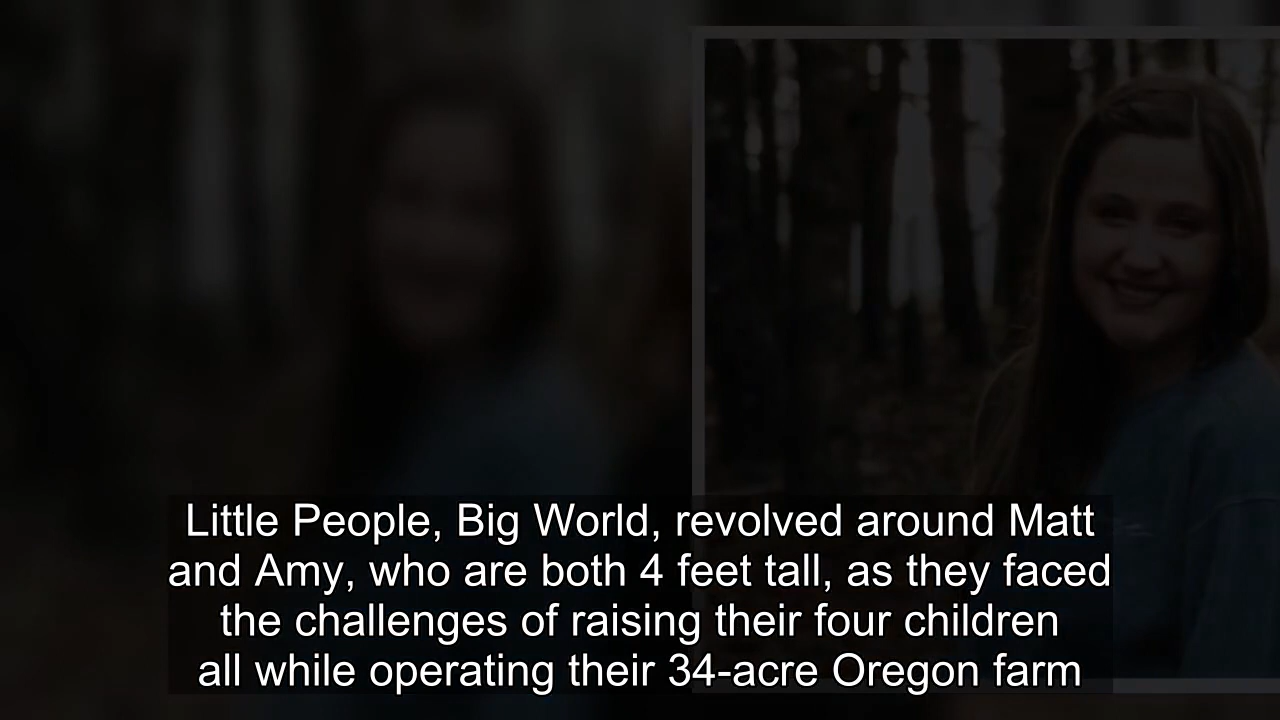 Little People, Big World, revolved around Matt
and Amy, who are both 4 feet tall, as they faced
the challenges of raising their four children
all while operating their 34-acre Oregon farm